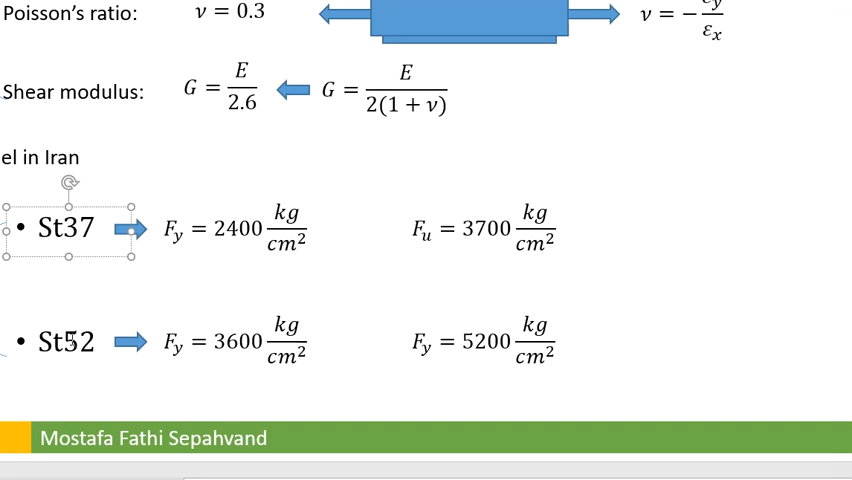 Poisson's ratio: ν = 0.3 ν = − εy/εx
Shear modulus: G = E/2.6 G = E/2(1 + ν)
el in Iran
• St37 Fy = 2400 kg/cm² Fu = 3700 kg/cm²
• St52 Fy = 3600 kg/cm² Fy = 5200 kg/cm²
Mostafa Fathi Sepahvand